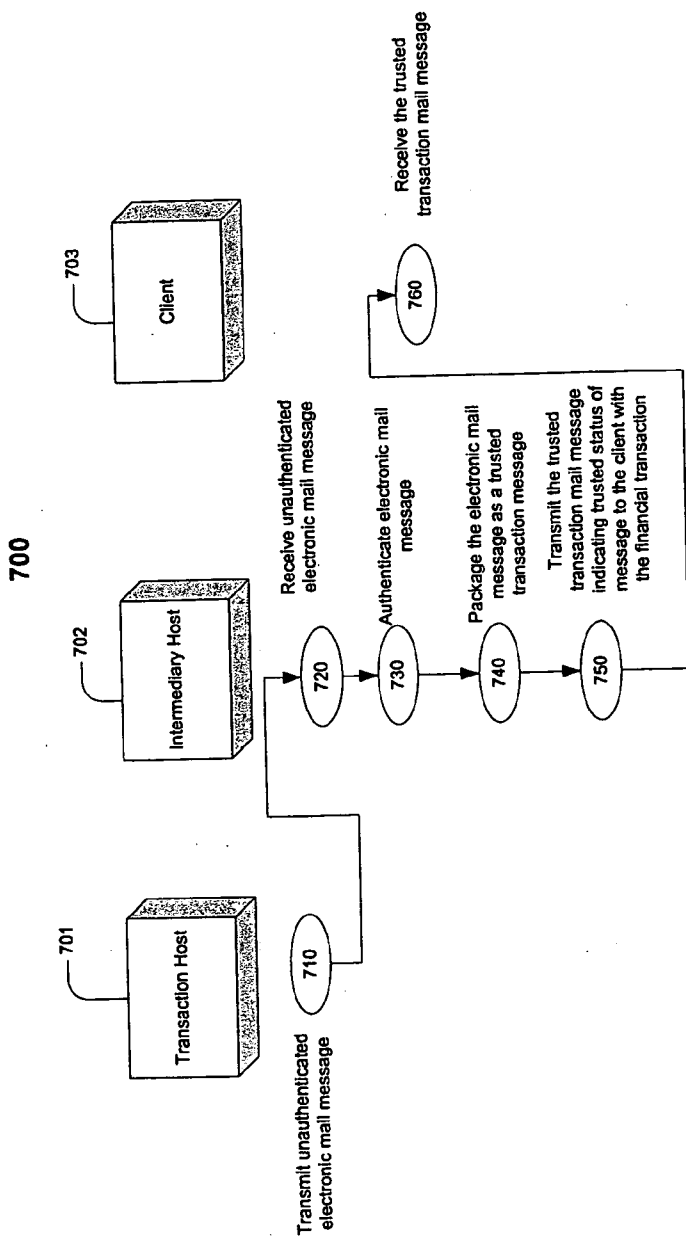 700
701
Transaction Host
702
Intermediary Host
703
Client
Transmit unauthenticated
electronic mail message
710
Receive unauthenticated
electronic mail message
720
Authenticate electronic mail
message
730
Package the electronic mail
message as a trusted
transaction message
740
Transmit the trusted
transaction mail message
indicating trusted status of
message to the client with
the financial transaction
750
Receive the trusted
transaction mail message
760